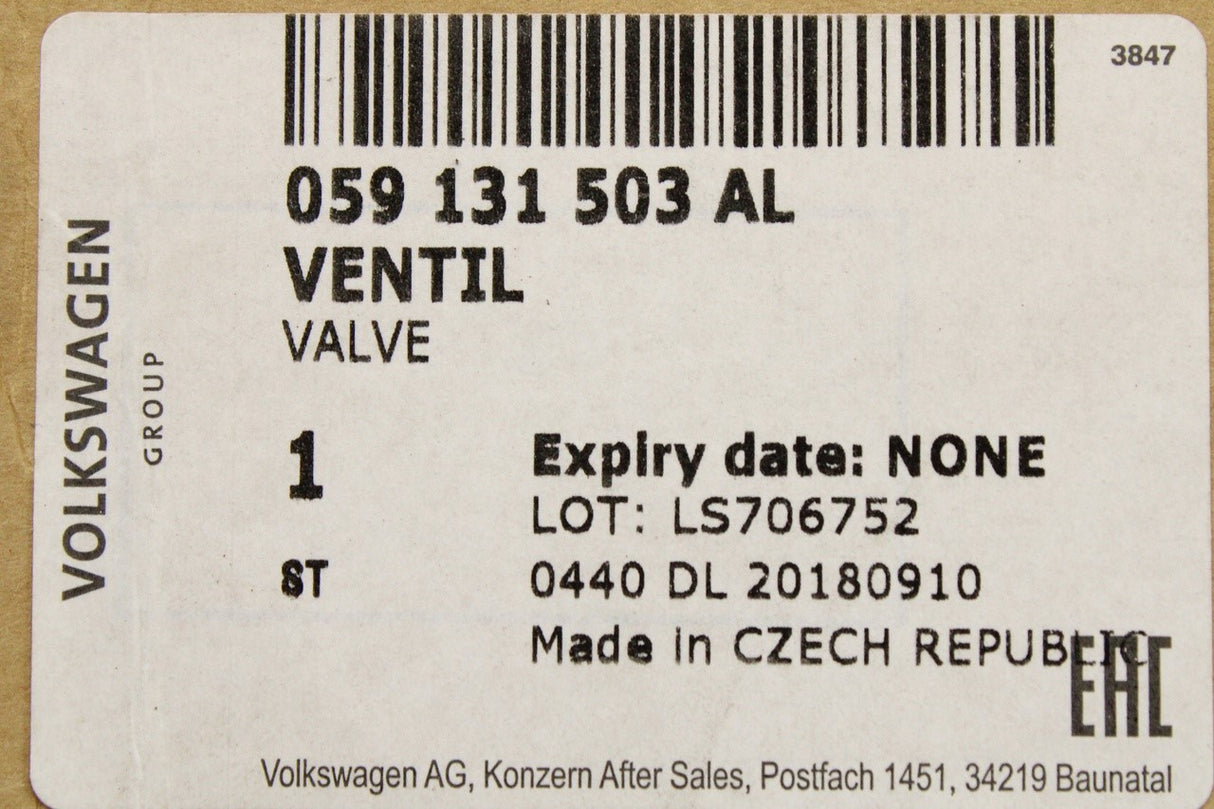 3847
059 131 503 AL
VENTIL
VALVE
VOLKSWAGEN
GROUP
1
Expiry date: NONE
LOT: LS706752
ST
0440 DL 20180910
Made in CZECH REPUBLIC
EAC
Volkswagen AG, Konzern After Sales, Postfach 1451, 34219 Baunatal